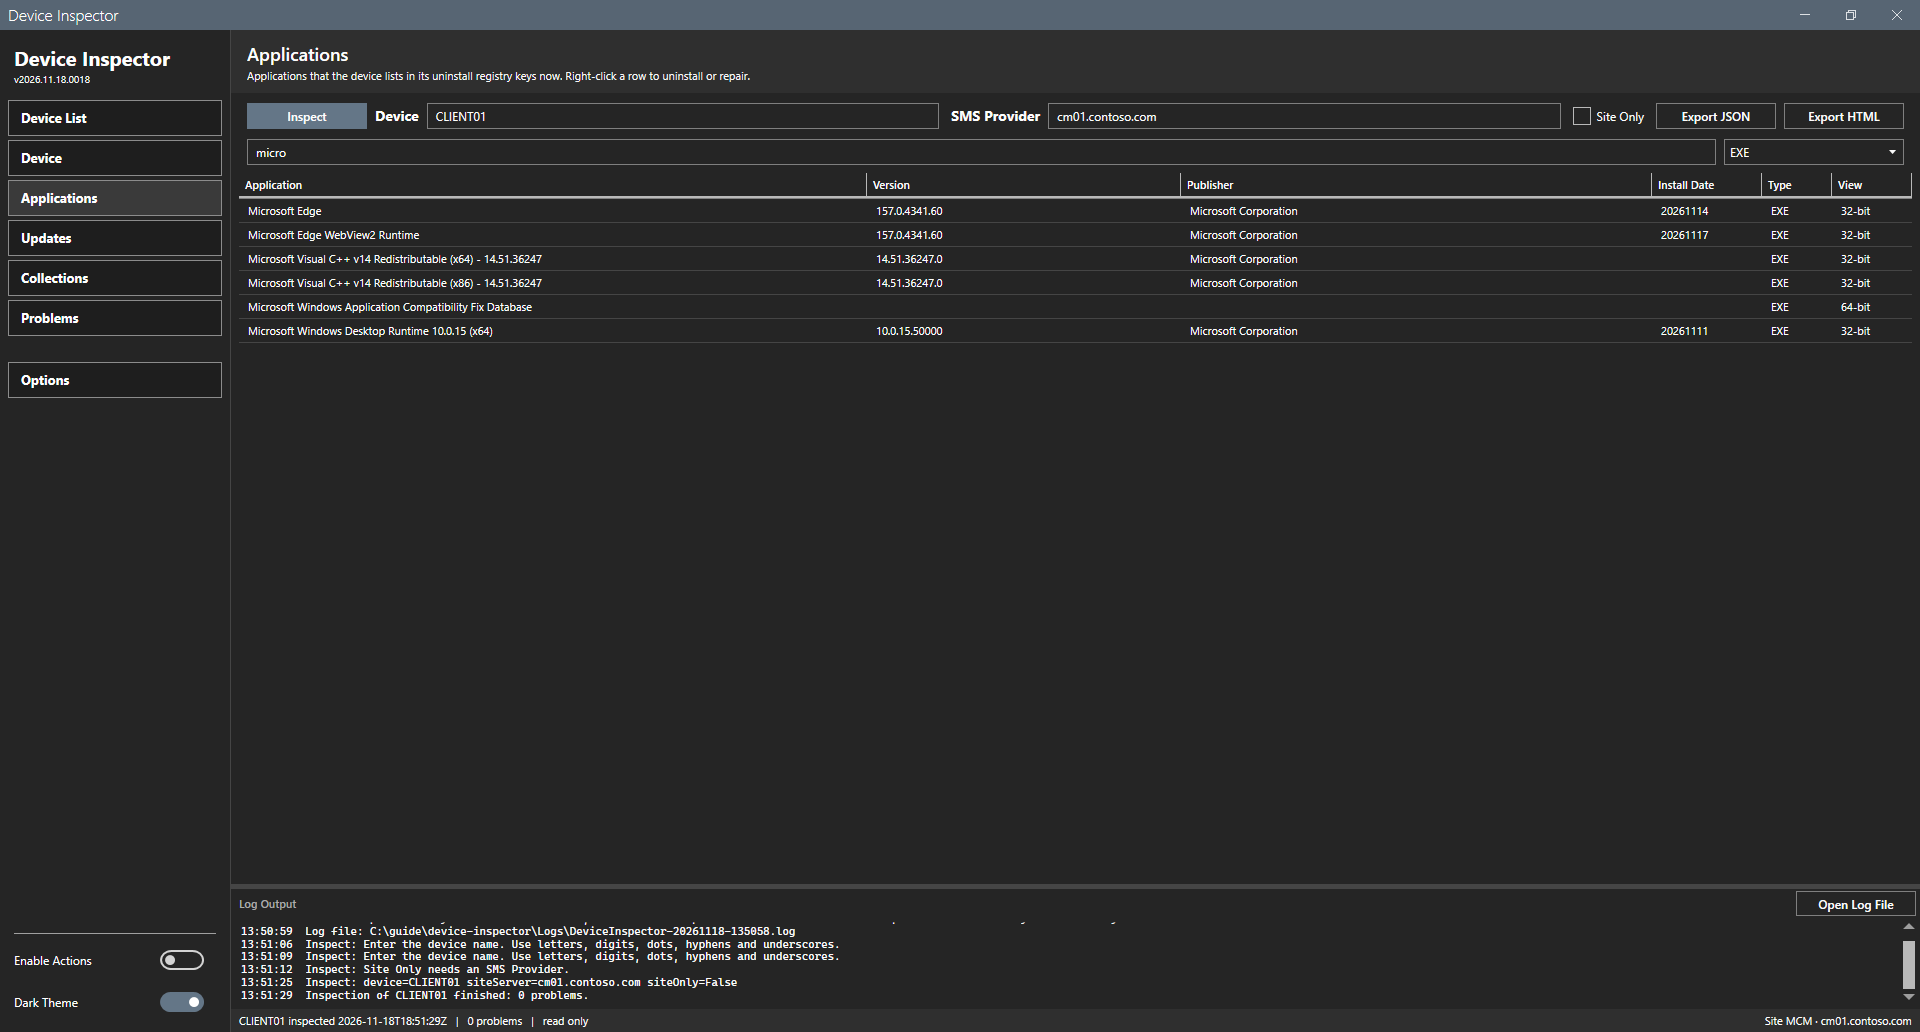 Device Inspector
Device Inspector
v2026.11.18.0018
Device List
Device
Applications
Updates
Collections
Problems
Options
Enable Actions
Dark Theme
Applications
Applications that the device lists in its uninstall registry keys now. Right-click a row to uninstall or repair.
Inspect Device CLIENT01 SMS Provider cm01.contoso.com Site Only Export JSON Export HTML
micro EXE
Application Version Publisher Install Date Type View
Microsoft Edge 157.0.4341.60 Microsoft Corporation 20261114 EXE 32-bit
Microsoft Edge WebView2 Runtime 157.0.4341.60 Microsoft Corporation 20261117 EXE 32-bit
Microsoft Visual C++ v14 Redistributable (x64) - 14.51.36247 14.51.36247.0 Microsoft Corporation EXE 32-bit
Microsoft Visual C++ v14 Redistributable (x86) - 14.51.36247 14.51.36247.0 Microsoft Corporation EXE 32-bit
Microsoft Windows Application Compatibility Fix Database EXE 64-bit
Microsoft Windows Desktop Runtime 10.0.15 (x64) 10.0.15.50000 Microsoft Corporation 20261111 EXE 32-bit
Log Output Open Log File
13:50:59 Log file: C:\guide\device-inspector\Logs\DeviceInspector-20261118-135058.log
13:51:06 Inspect: Enter the device name. Use letters, digits, dots, hyphens and underscores.
13:51:09 Inspect: Enter the device name. Use letters, digits, dots, hyphens and underscores.
13:51:12 Inspect: Site Only needs an SMS Provider.
13:51:25 Inspect: device=CLIENT01 siteServer=cm01.contoso.com siteOnly=False
13:51:29 Inspection of CLIENT01 finished: 0 problems.
CLIENT01 inspected 2026-11-18T18:51:29Z | 0 problems | read only Site MCM · cm01.contoso.com